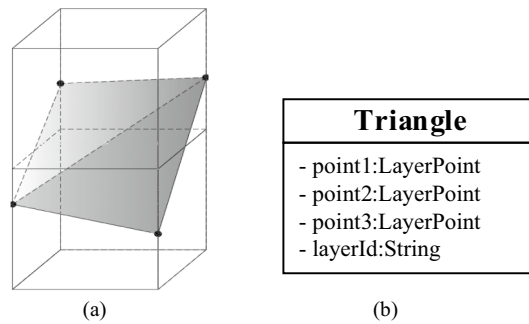 Triangle
- point1:LayerPoint
- point2:LayerPoint
- point3:LayerPoint
- layerId:String
(a)
(b)